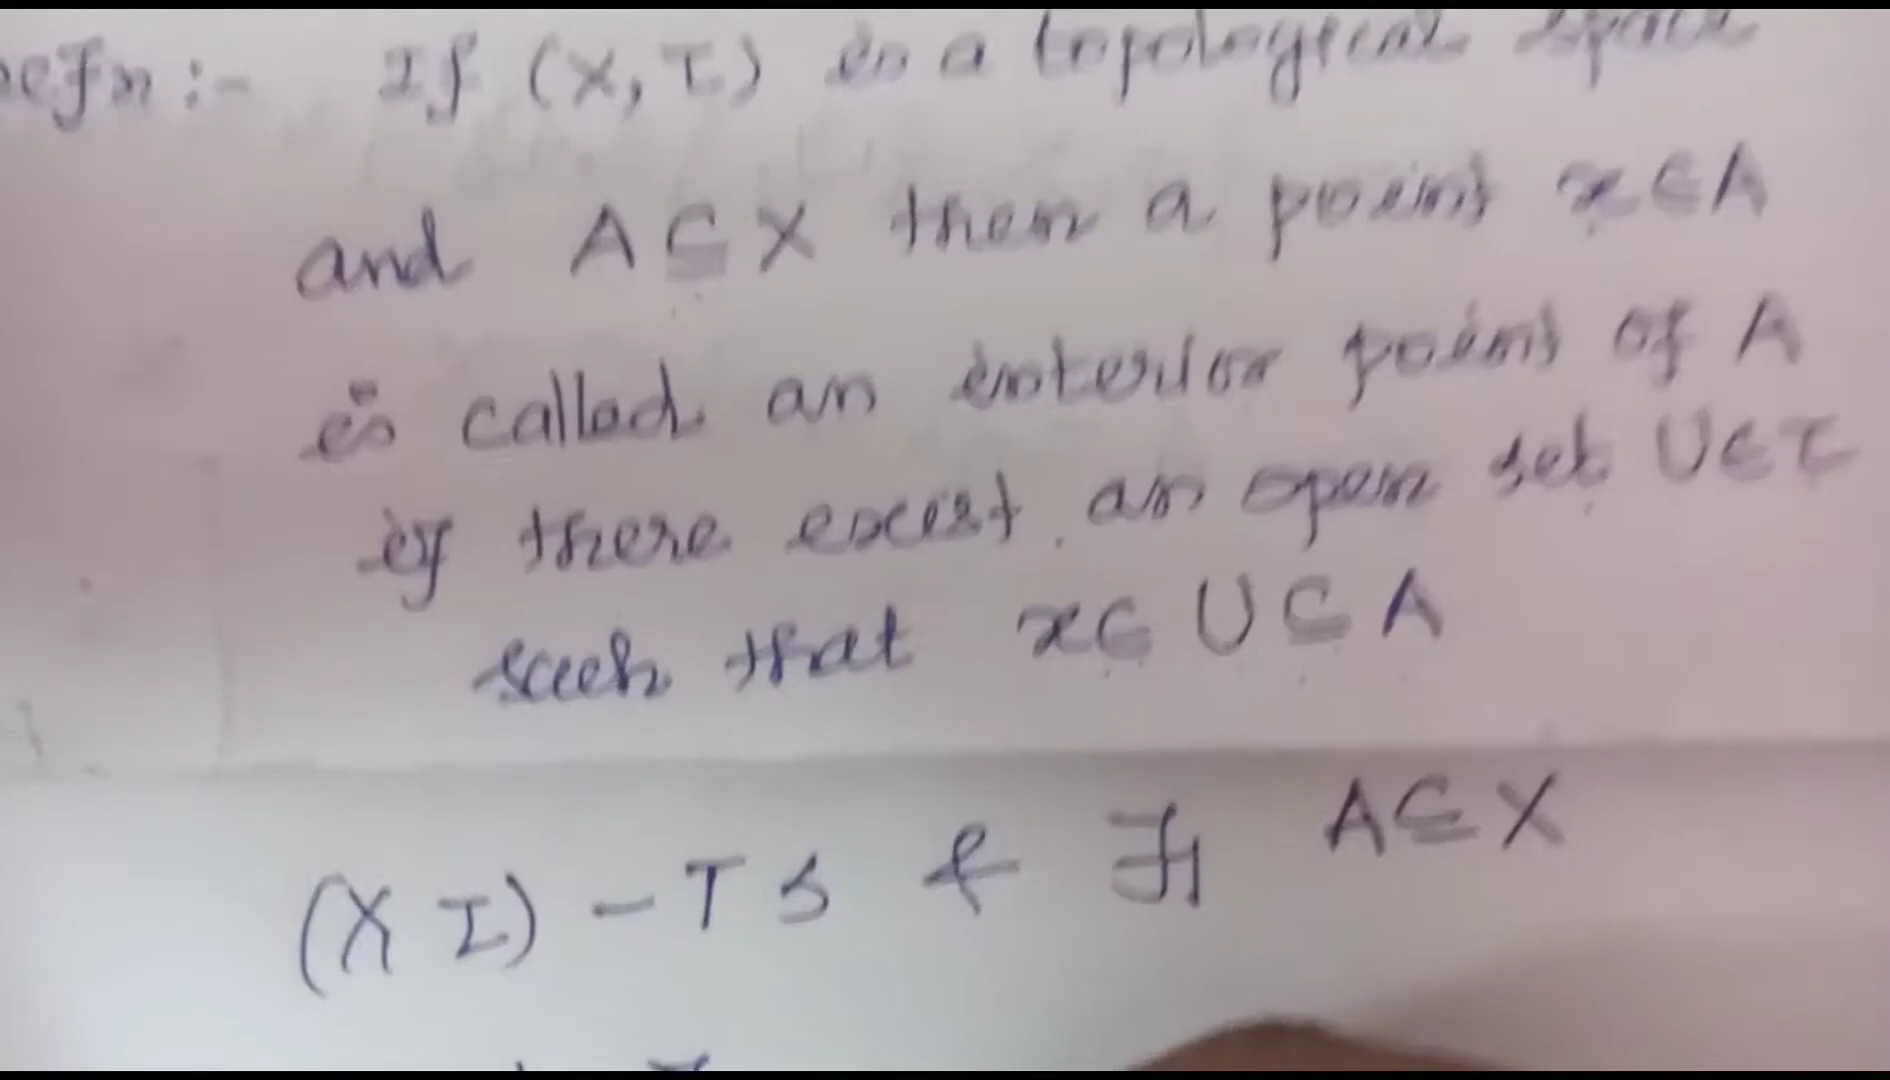 Defn:- If (X, τ) is a topological space
and A ⊆ X then a point x ∈ A
is called an interior point of A
if there exist an open set U ∈ τ
such that x ∈ U ⊆ A
(X τ) - T S & ∃ A ⊆ X